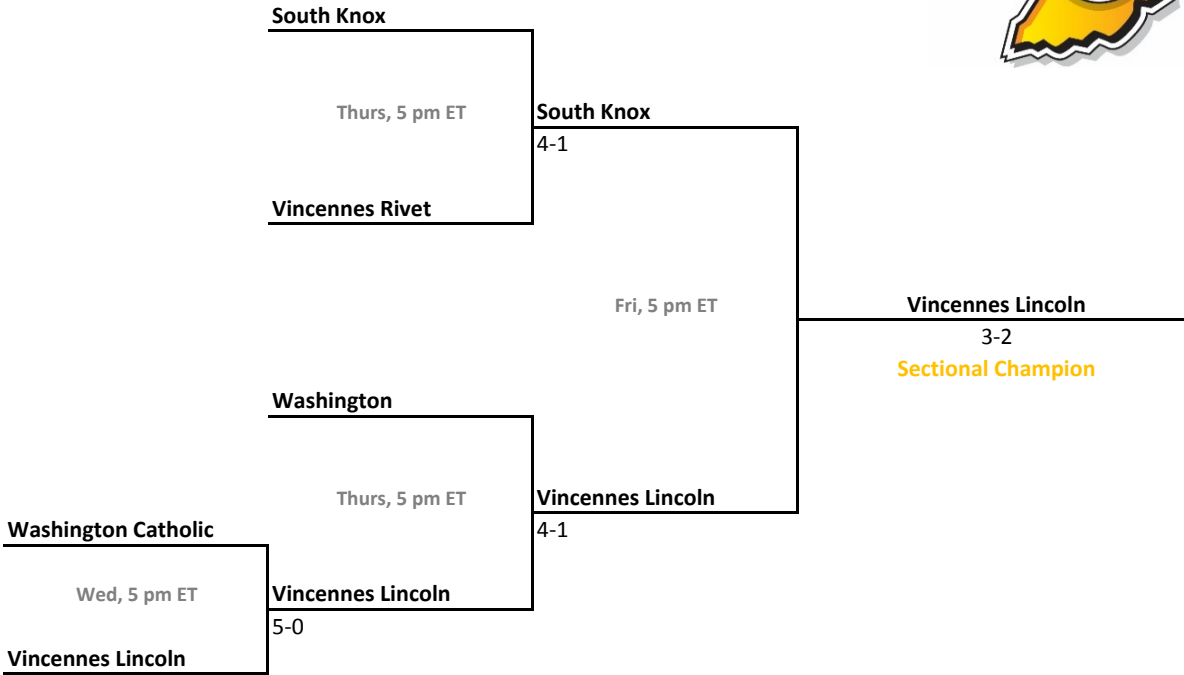 South Knox
Thurs, 5 pm ET
South Knox
4-1
Vincennes Rivet
Fri, 5 pm ET
Vincennes Lincoln
3-2
Sectional Champion
Washington
Thurs, 5 pm ET
Vincennes Lincoln
4-1
Washington Catholic
Wed, 5 pm ET
Vincennes Lincoln
5-0
Vincennes Lincoln